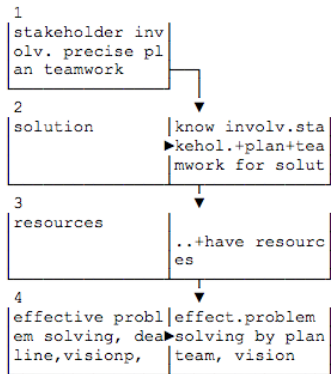 1
stakeholder inv
olv. precise pl
an teamwork
2
solution
know involv.sta
kehol.+plan+tea
mwork for solut
3
resources
..+have resourc
es
4
effective probl
em solving, dea
line,visionp,
effect.problem
solving by plan
team, vision